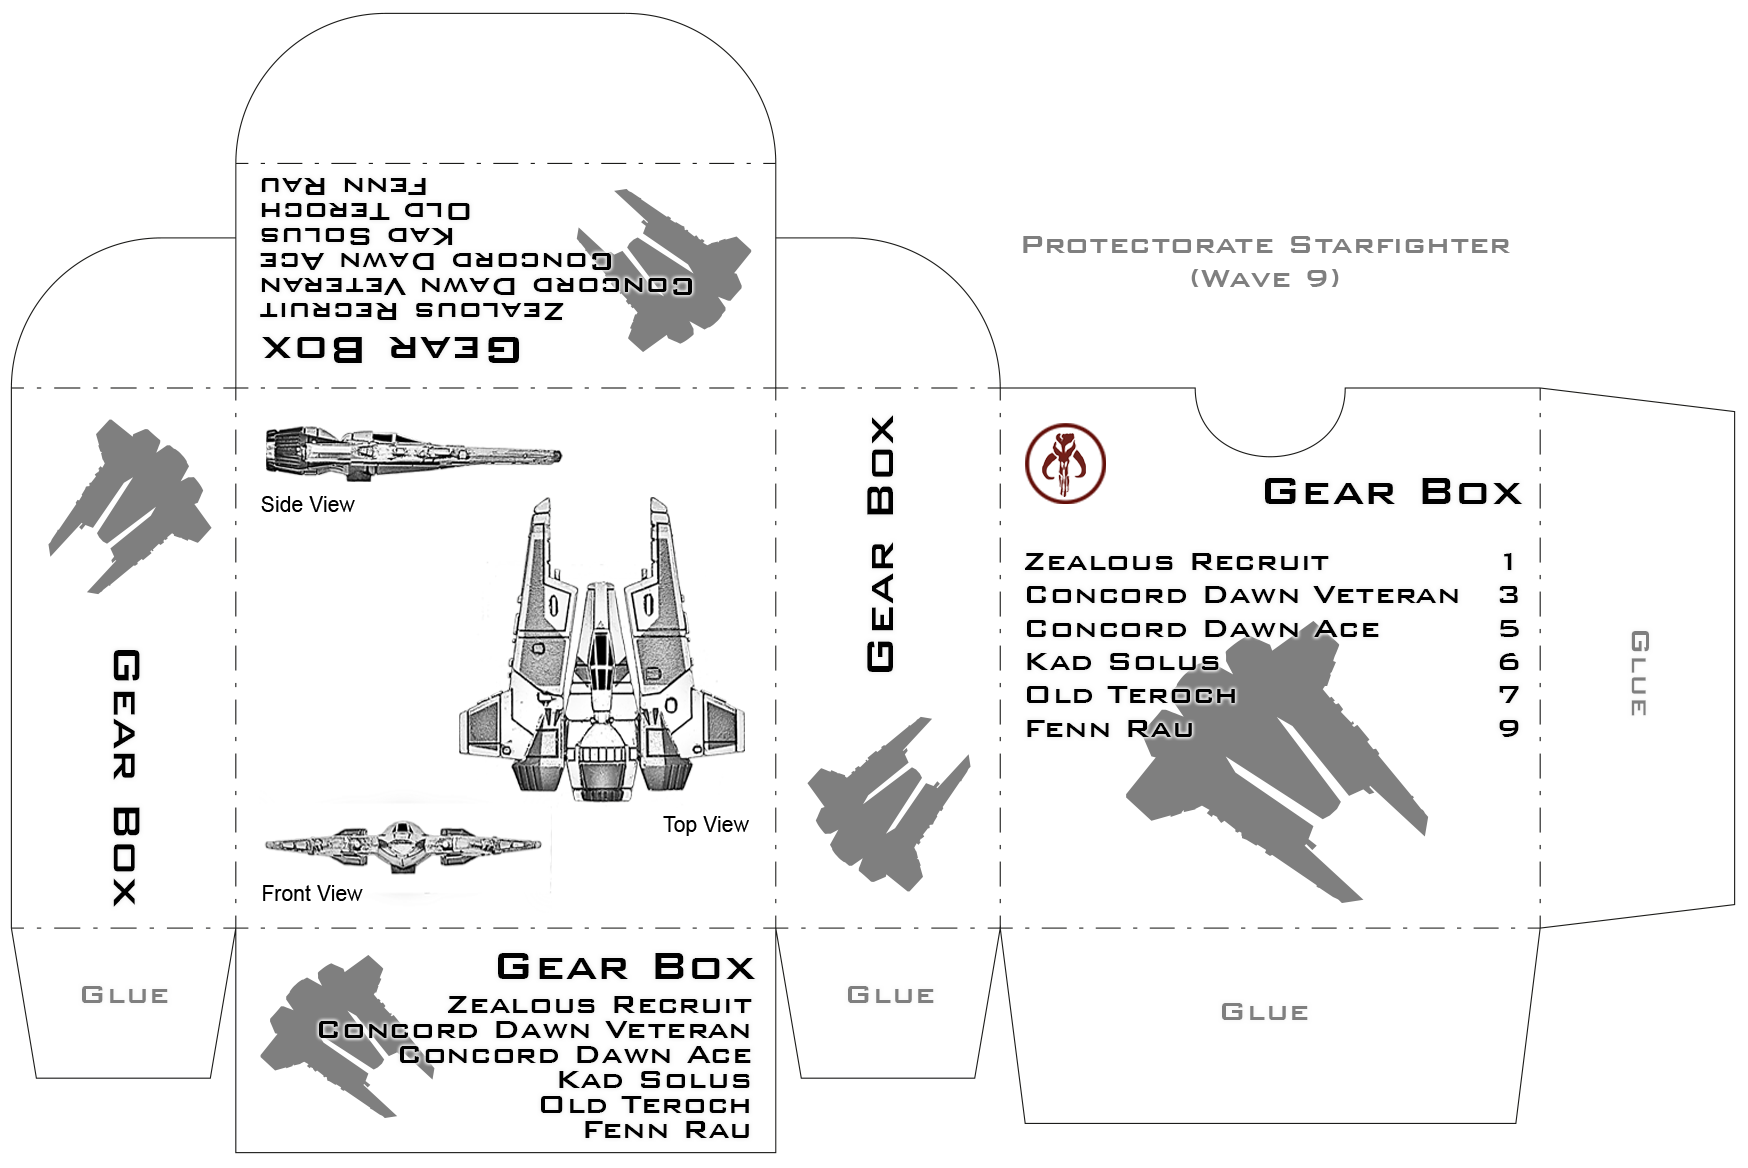 Fenn Rau
Old Teroch
Kad Solus
Concord Dawn Ace
Concord Dawn Veteran
Zealous Recruit
Gear Box
Protectorate Starfighter
(Wave 9)
Gear Box
Side View
Top View
Front View
Gear Box
Gear Box
Zealous Recruit 1
Concord Dawn Veteran 3
Concord Dawn Ace 5
Kad Solus 6
Old Teroch 7
Fenn Rau 9
Glue
Glue
Gear Box
Zealous Recruit
Concord Dawn Veteran
Concord Dawn Ace
Kad Solus
Old Teroch
Fenn Rau
Glue
Glue